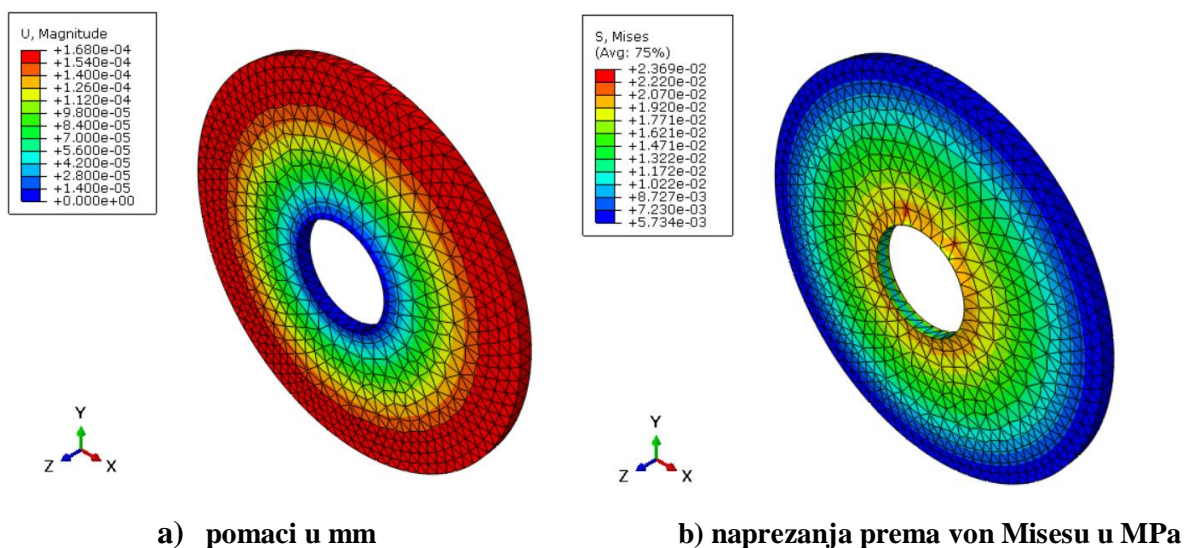 U, Magnitude
+1.680e-04
+1.540e-04
+1.400e-04
+1.260e-04
+1.120e-04
+9.800e-05
+8.400e-05
+7.000e-05
+5.600e-05
+4.200e-05
+2.800e-05
+1.400e-05
+0.000e+00
Y
Z
X
a) pomaci u mm
S, Mises
(Avg: 75%)
+2.369e-02
+2.220e-02
+2.070e-02
+1.920e-02
+1.771e-02
+1.621e-02
+1.471e-02
+1.322e-02
+1.172e-02
+1.022e-02
+8.727e-03
+7.230e-03
+5.734e-03
Y
Z
X
b) naprezanja prema von Misesu u MPa